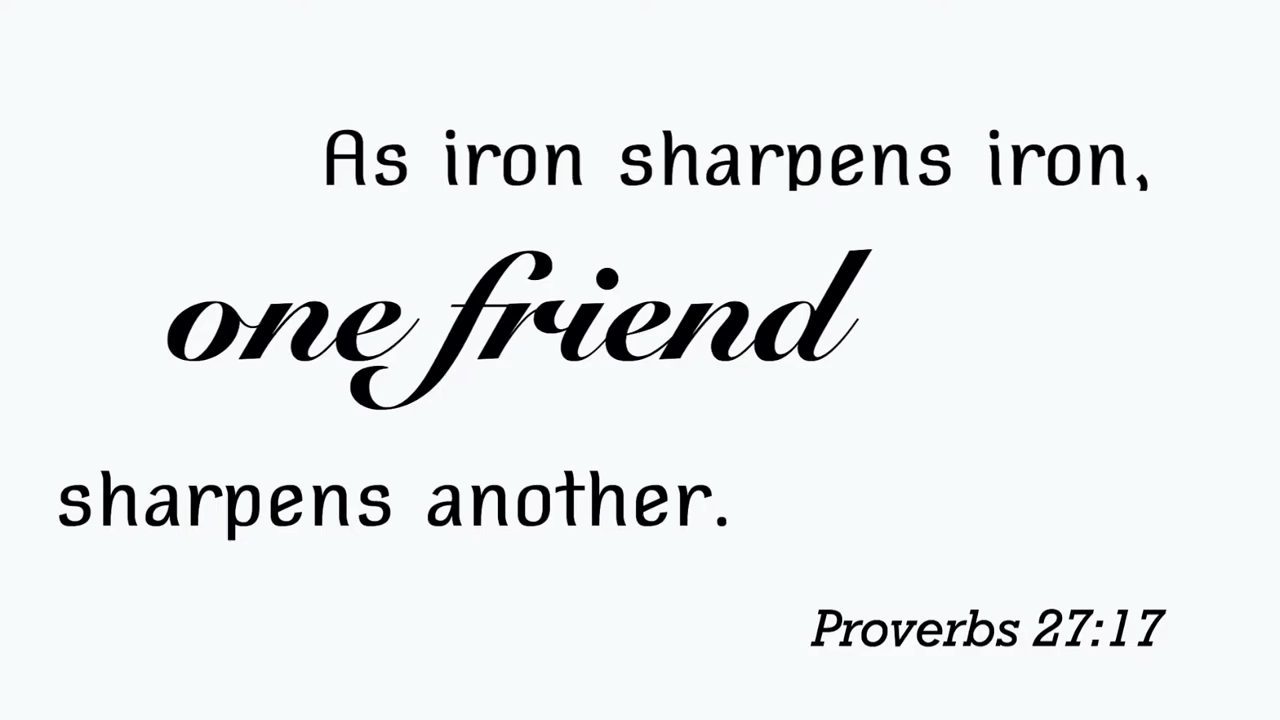 As iron sharpens iron,
one friend
sharpens another.
Proverbs 27:17